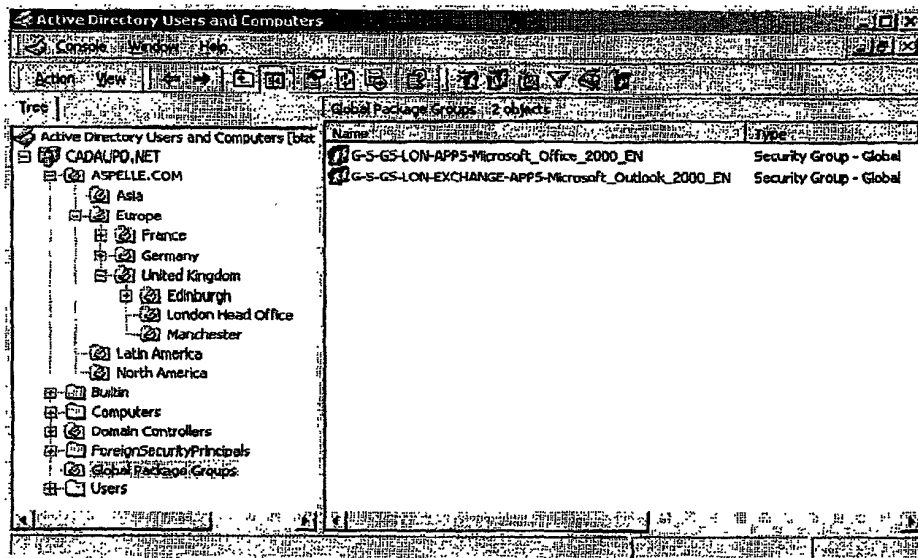 Active Directory Users and Computers
Console Window Help
Action View
Tree
Global Package Groups 2 objects
Active Directory Users and Computers [blat
Name Type
CADAUPO.NET
G-S-GS-LON-APPS-Microsoft_Office_2000_EN Security Group - Global
ASPELLE.COM
G-S-GS-LON-EXCHANGE-APPS-Microsoft_Outlook_2000_EN Security Group - Global
Asia
Europe
France
Germany
United Kingdom
Edinburgh
London Head Office
Manchester
Latin America
North America
Builtin
Computers
Domain Controllers
ForeignSecurityPrincipals
Global Package Groups
Users